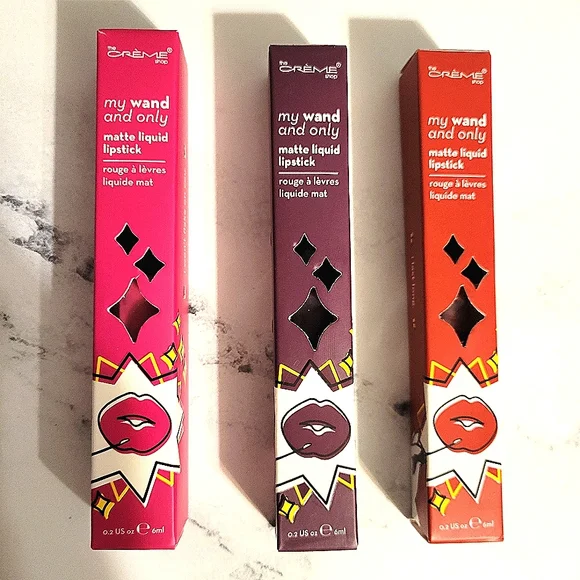 the
CRÈME®
shop
my wand
and only
matte liquid
lipstick
rouge à lèvres
liquide mat
0.2 US oz ℮ 6ml
the
CRÈME®
shop
my wand
and only
matte liquid
lipstick
rouge à lèvres
liquide mat
0.2 US oz ℮ 6ml
the
CRÈME®
shop
my wand
and only
matte liquid
lipstick
rouge à lèvres
liquide mat
0.2 US oz ℮ 6ml